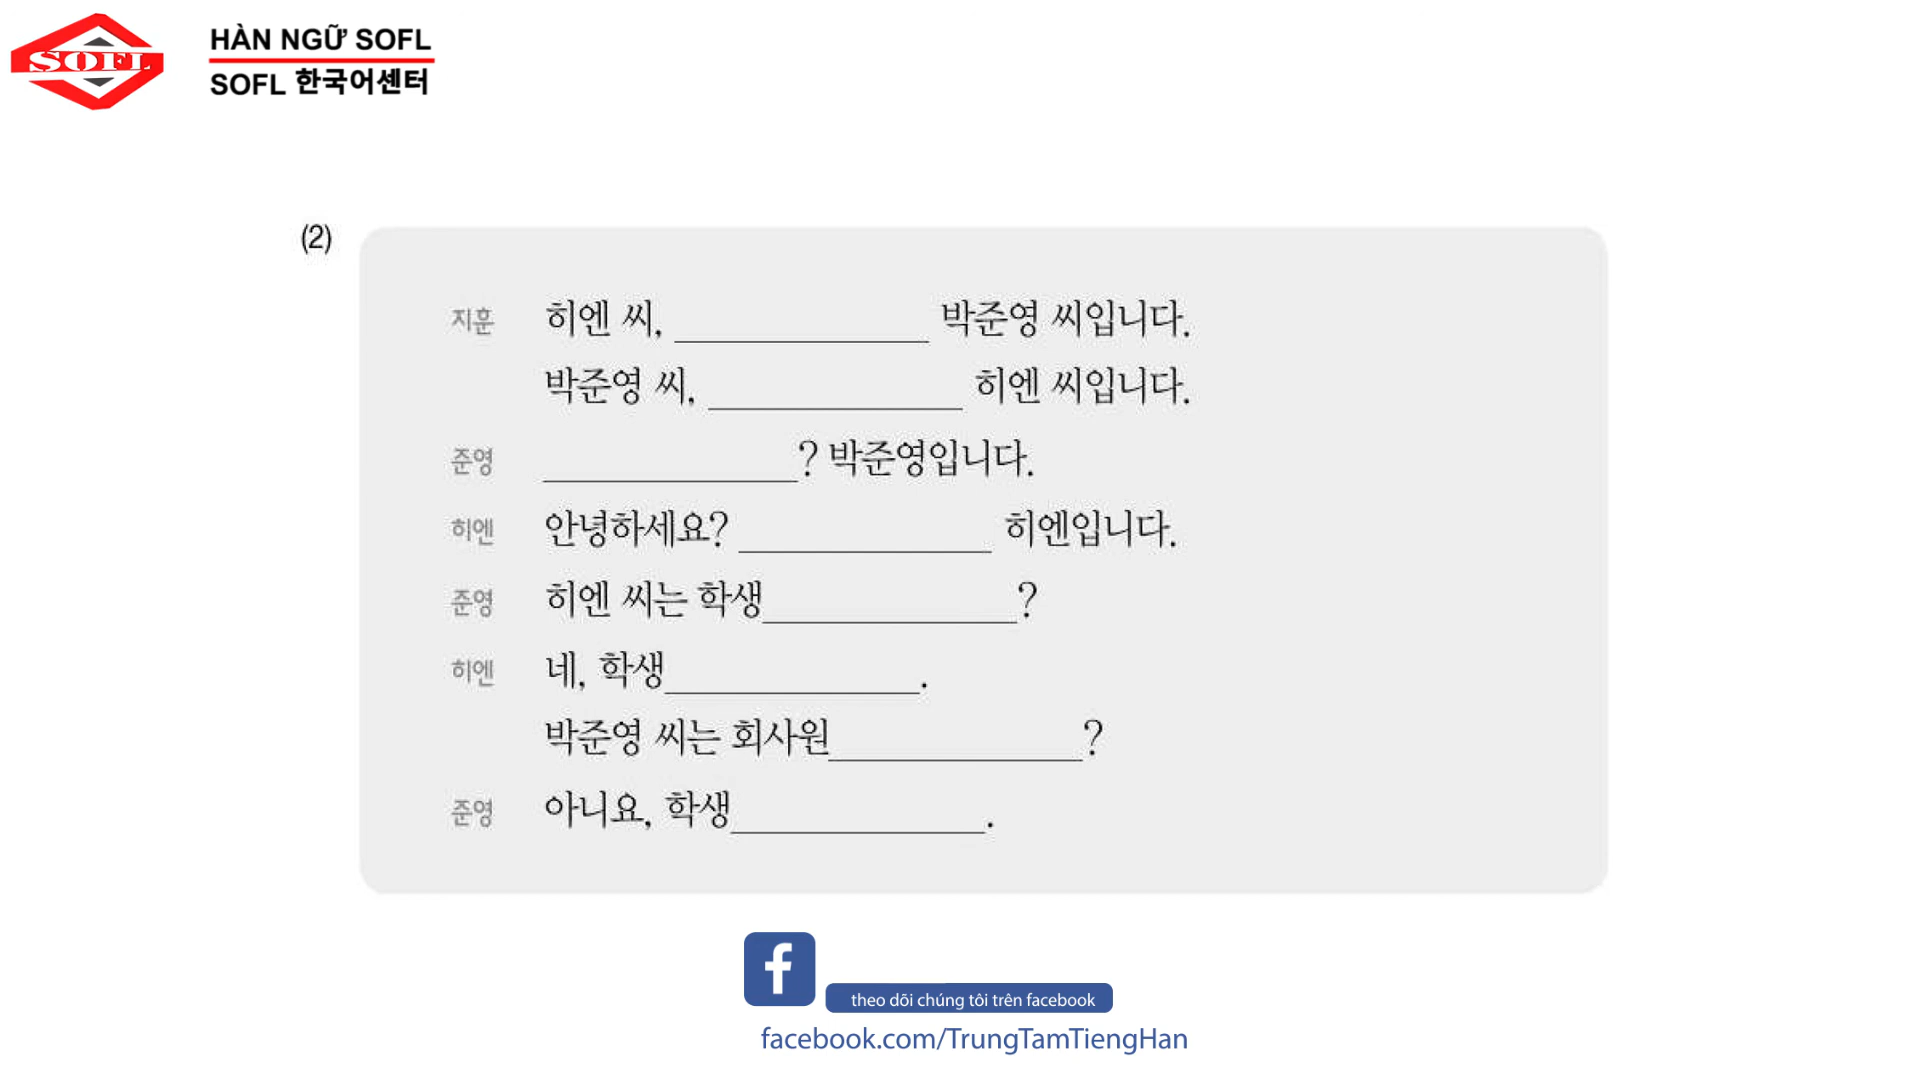 SOFL
HÀN NGỮ SOFL
SOFL 한국어센터
(2)
지훈 히엔 씨, ____________ 박준영 씨입니다.
박준영 씨, ____________ 히엔 씨입니다.
준영 ____________? 박준영입니다.
히엔 안녕하세요? ____________ 히엔입니다.
준영 히엔 씨는 학생____________?
히엔 네, 학생____________.
박준영 씨는 회사원____________?
준영 아니요, 학생____________.
f
theo dõi chúng tôi trên facebook
facebook.com/TrungTamTiengHan